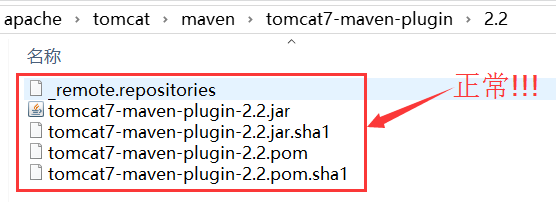 apache > tomcat > maven > tomcat7-maven-plugin > 2.2
名称
_remote.repositories
正常!!!
tomcat7-maven-plugin-2.2.jar
tomcat7-maven-plugin-2.2.jar.sha1
tomcat7-maven-plugin-2.2.pom
tomcat7-maven-plugin-2.2.pom.sha1